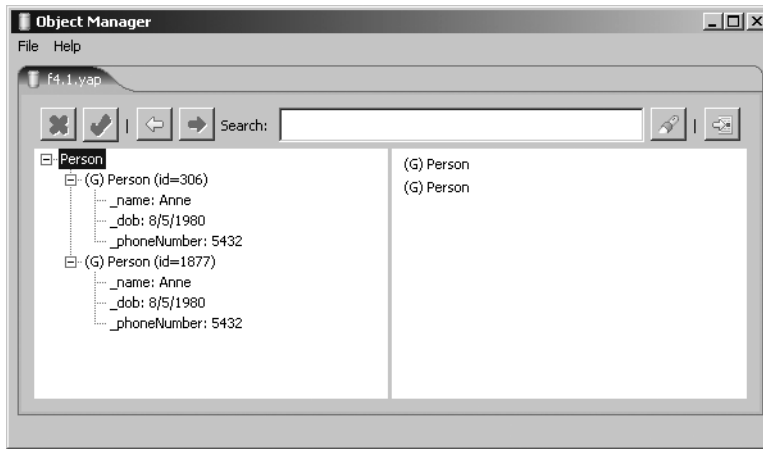 Object Manager
File Help
f4.1.yap
Search:
Person
(G) Person (id=306)
_name: Anne
_dob: 8/5/1980
_phoneNumber: 5432
(G) Person (id=1877)
_name: Anne
_dob: 8/5/1980
_phoneNumber: 5432
(G) Person
(G) Person